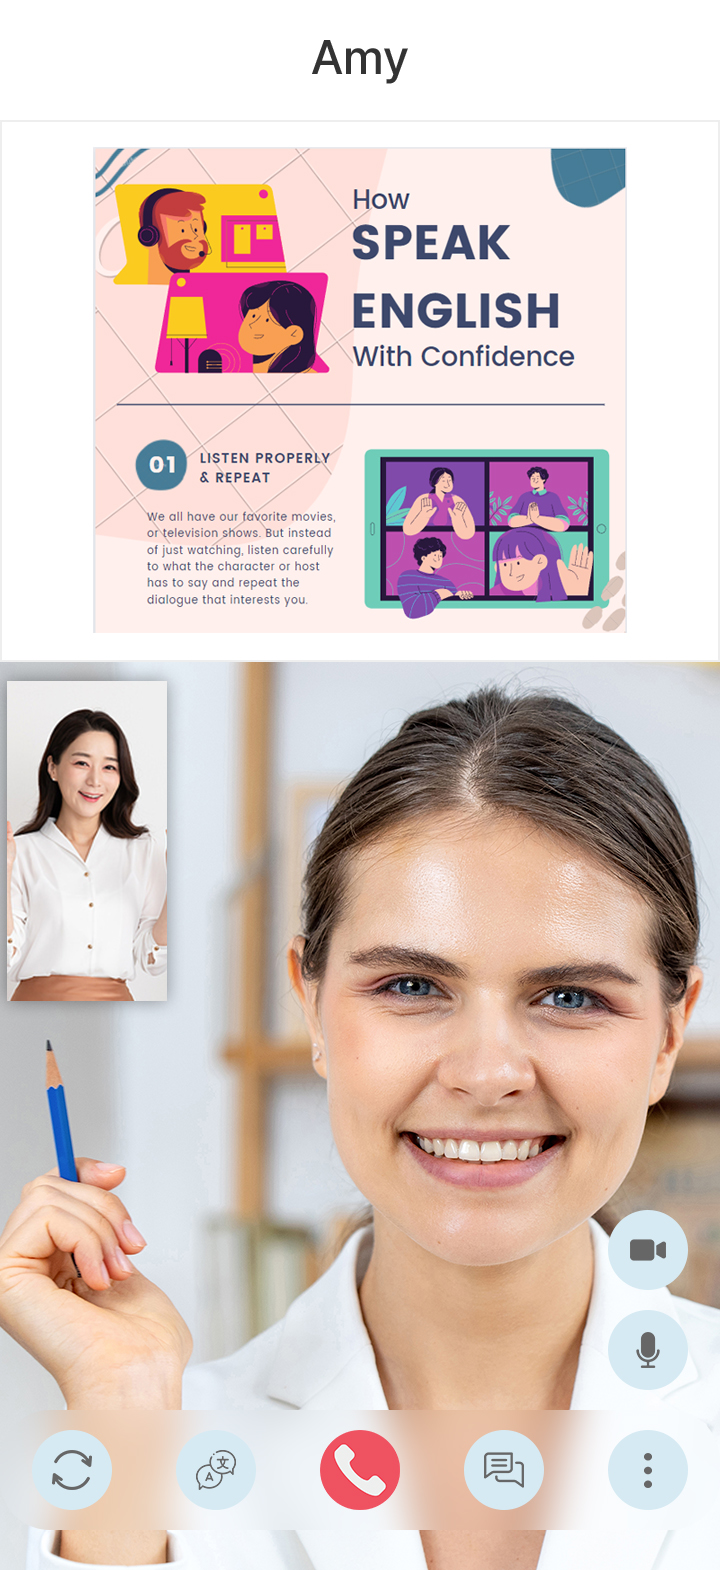 Amy
How
SPEAK
ENGLISH
With Confidence
01
LISTEN PROPERLY
& REPEAT
We all have our favorite movies,
or television shows. But instead
of just watching, listen carefully
to what the character or host
has to say and repeat the
dialogue that interests you.
A 文